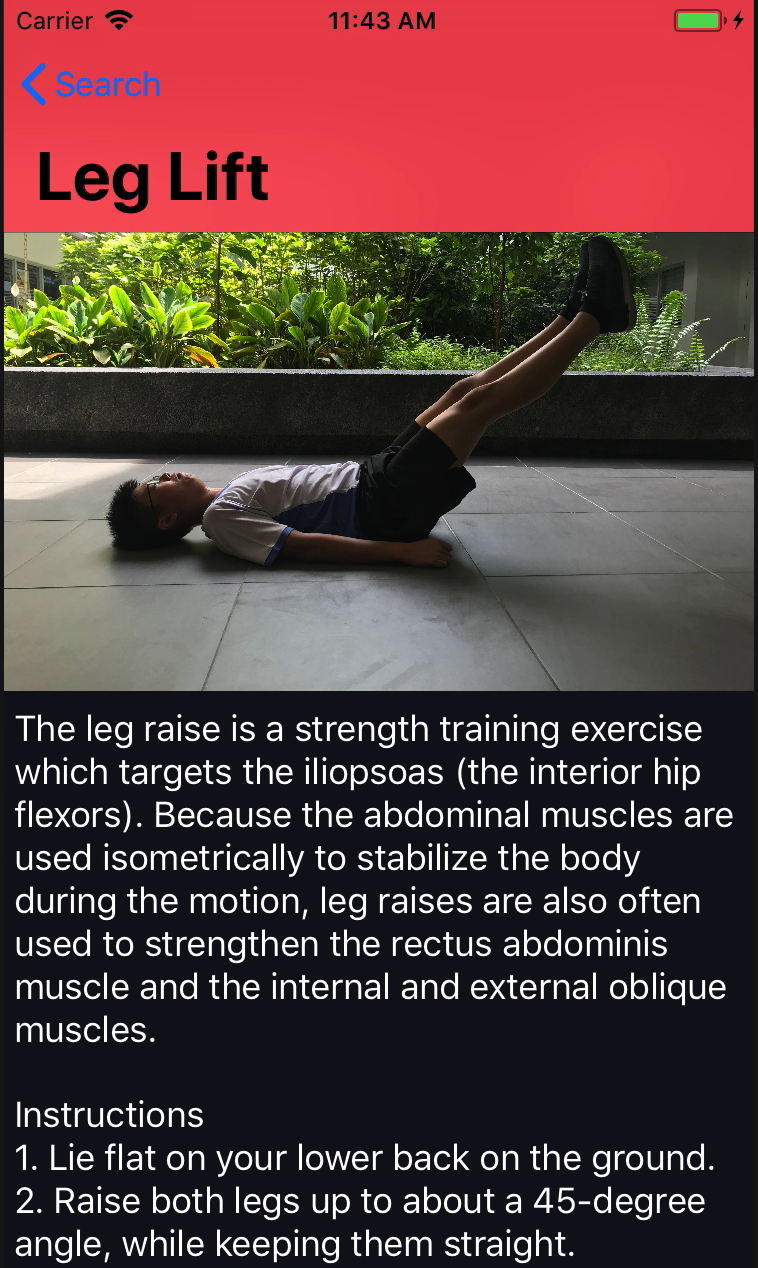 Carrier 11:43 AM
Search
Leg Lift
The leg raise is a strength training exercise
which targets the iliopsoas (the interior hip
flexors). Because the abdominal muscles are
used isometrically to stabilize the body
during the motion, leg raises are also often
used to strengthen the rectus abdominis
muscle and the internal and external oblique
muscles.
Instructions
1. Lie flat on your lower back on the ground.
2. Raise both legs up to about a 45-degree
angle, while keeping them straight.